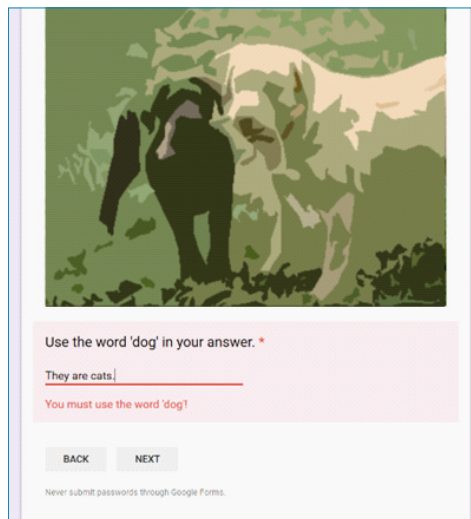 Use the word 'dog' in your answer. *
They are cats.
You must use the word 'dog'!
BACK NEXT
Never submit passwords through Google Forms.